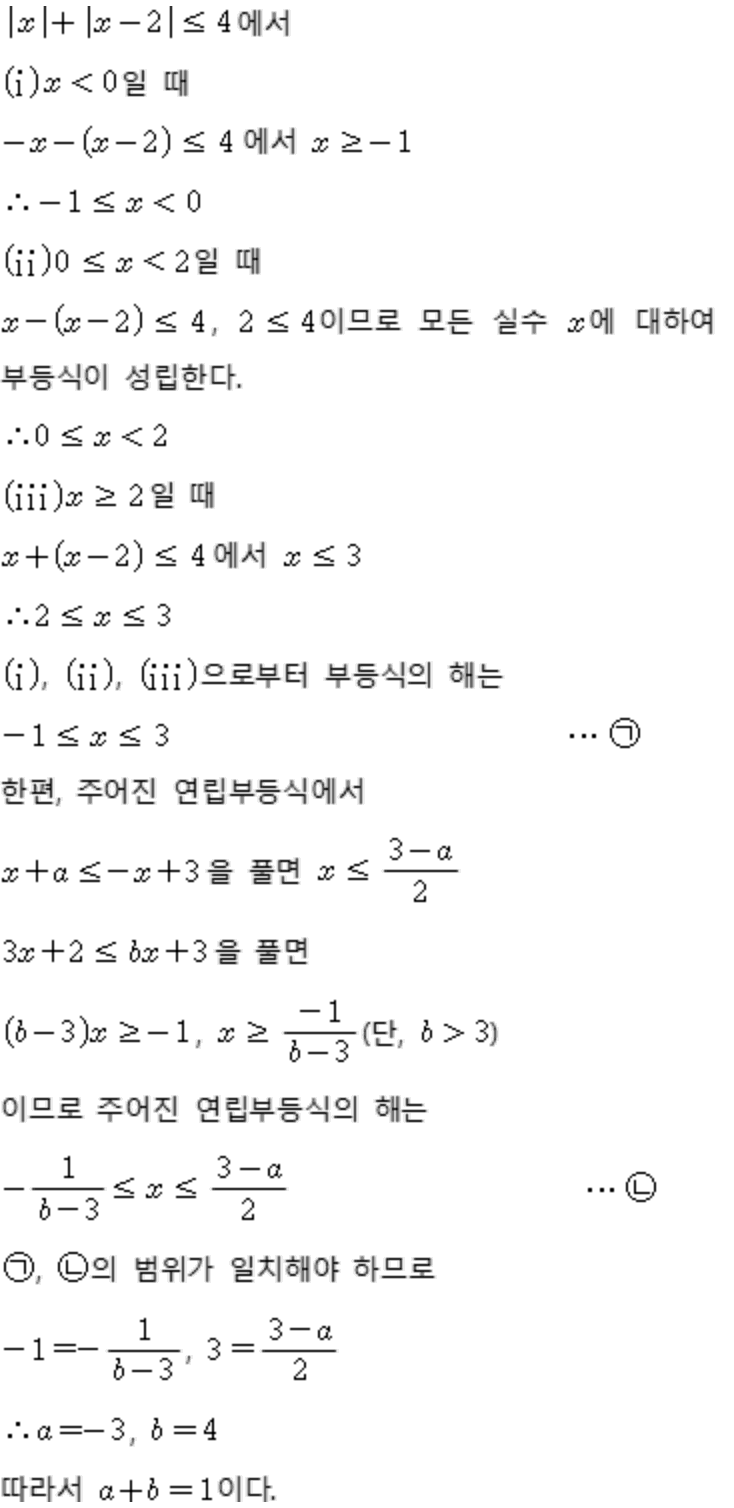 |x|+|x-2| ≤ 4에서
(i)x < 0일 때
-x-(x-2) ≤ 4에서 x ≥ -1
∴ -1 ≤ x < 0
(ii)0 ≤ x < 2일 때
x-(x-2) ≤ 4, 2 ≤ 4이므로 모든 실수 x에 대하여
부등식이 성립한다.
∴0 ≤ x < 2
(iii)x ≥ 2일 때
x+(x-2) ≤ 4에서 x ≤ 3
∴2 ≤ x ≤ 3
(i), (ii), (iii)으로부터 부등식의 해는
-1 ≤ x ≤ 3 … ㉠
한편, 주어진 연립부등식에서
x+a ≤ -x+3을 풀면 x ≤ \frac{3-a}{2}
3x+2 ≤ bx+3을 풀면
(b-3)x ≥ -1, x ≥ \frac{-1}{b-3}(단, b > 3)
이므로 주어진 연립부등식의 해는
-\frac{1}{b-3} ≤ x ≤ \frac{3-a}{2} … ㉡
㉠, ㉡의 범위가 일치해야 하므로
-1 = -\frac{1}{b-3}, 3 = \frac{3-a}{2}
∴ a = -3, b = 4
따라서 a+b = 1이다.